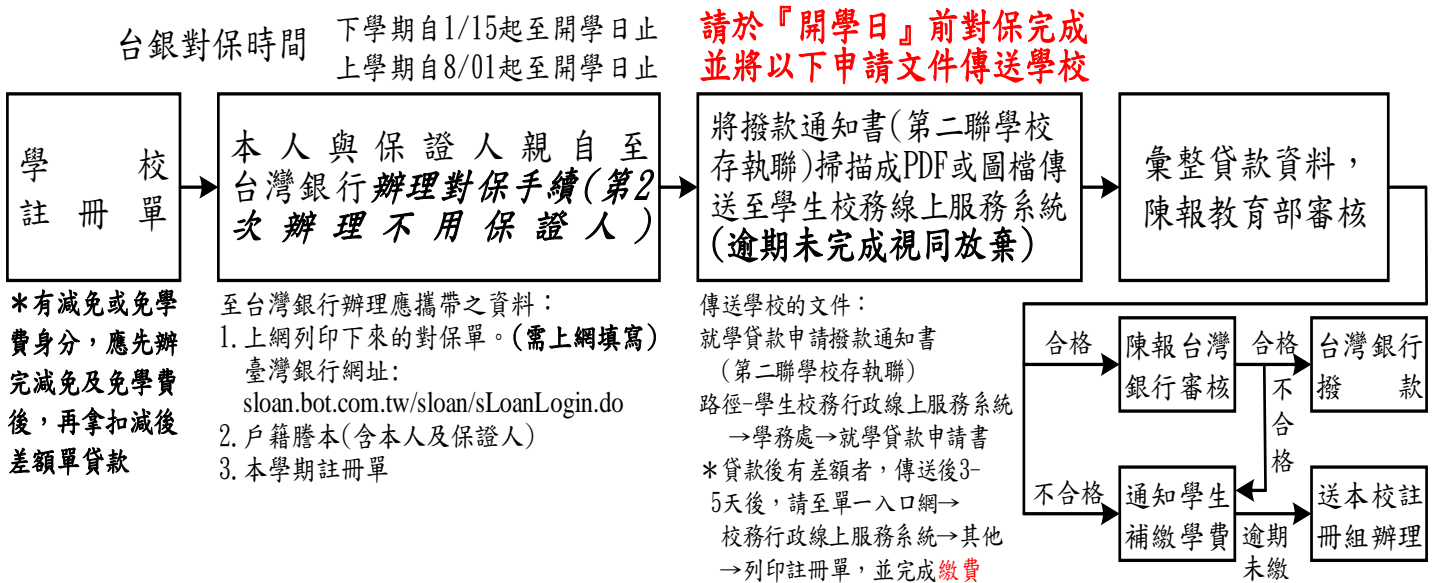 台銀對保時間
下學期自1/15起至開學日止
上學期自8/01起至開學日止
請於『開學日』前對保完成
並將以下申請文件傳送學校
學校
註冊單
本人與保證人親自至
台灣銀行辦理對保手續(第2
次辦理不用保證人)
將撥款通知書(第二聯學校
存執聯)掃描成PDF或圖檔傳
送至學生校務線上服務系統
(逾期未完成視同放棄)
彙整貸款資料，
陳報教育部審核
＊有減免或免學
費身分，應先辦
完減免及免學費
後，再拿扣減後
差額單貸款
至台灣銀行辦理應攜帶之資料：
1.上網列印下來的對保單。(需上網填寫)
臺灣銀行網址:
sloan.bot.com.tw/sloan/sLoanLogin.do
2.戶籍謄本(含本人及保證人)
3.本學期註冊單
傳送學校的文件：
就學貸款申請撥款通知書
(第二聯學校存執聯)
路徑-學生校務行政線上服務系統
→學務處→就學貸款申請書
＊貸款後有差額者，傳送後3-
5天後，請至單一入口網→
校務行政線上服務系統→其他
→列印註冊單，並完成繳費
合格
陳報台灣
銀行審核
合格
台灣銀行
撥款
不合格
不合格
通知學生
補繳學費
逾期
未繳
送本校註
冊組辦理